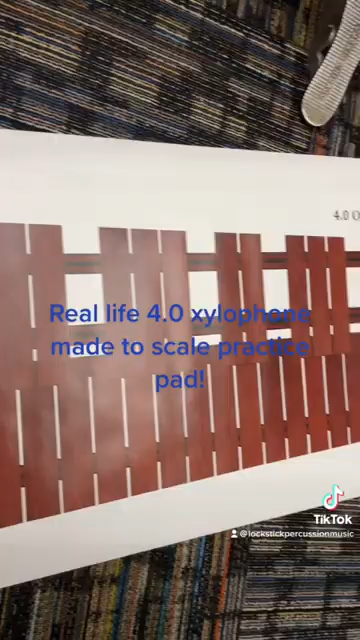 4.0 O
Real life 4.0 xylophone
made to scale practice
pad!
TikTok
@lockstickpercussionmusic